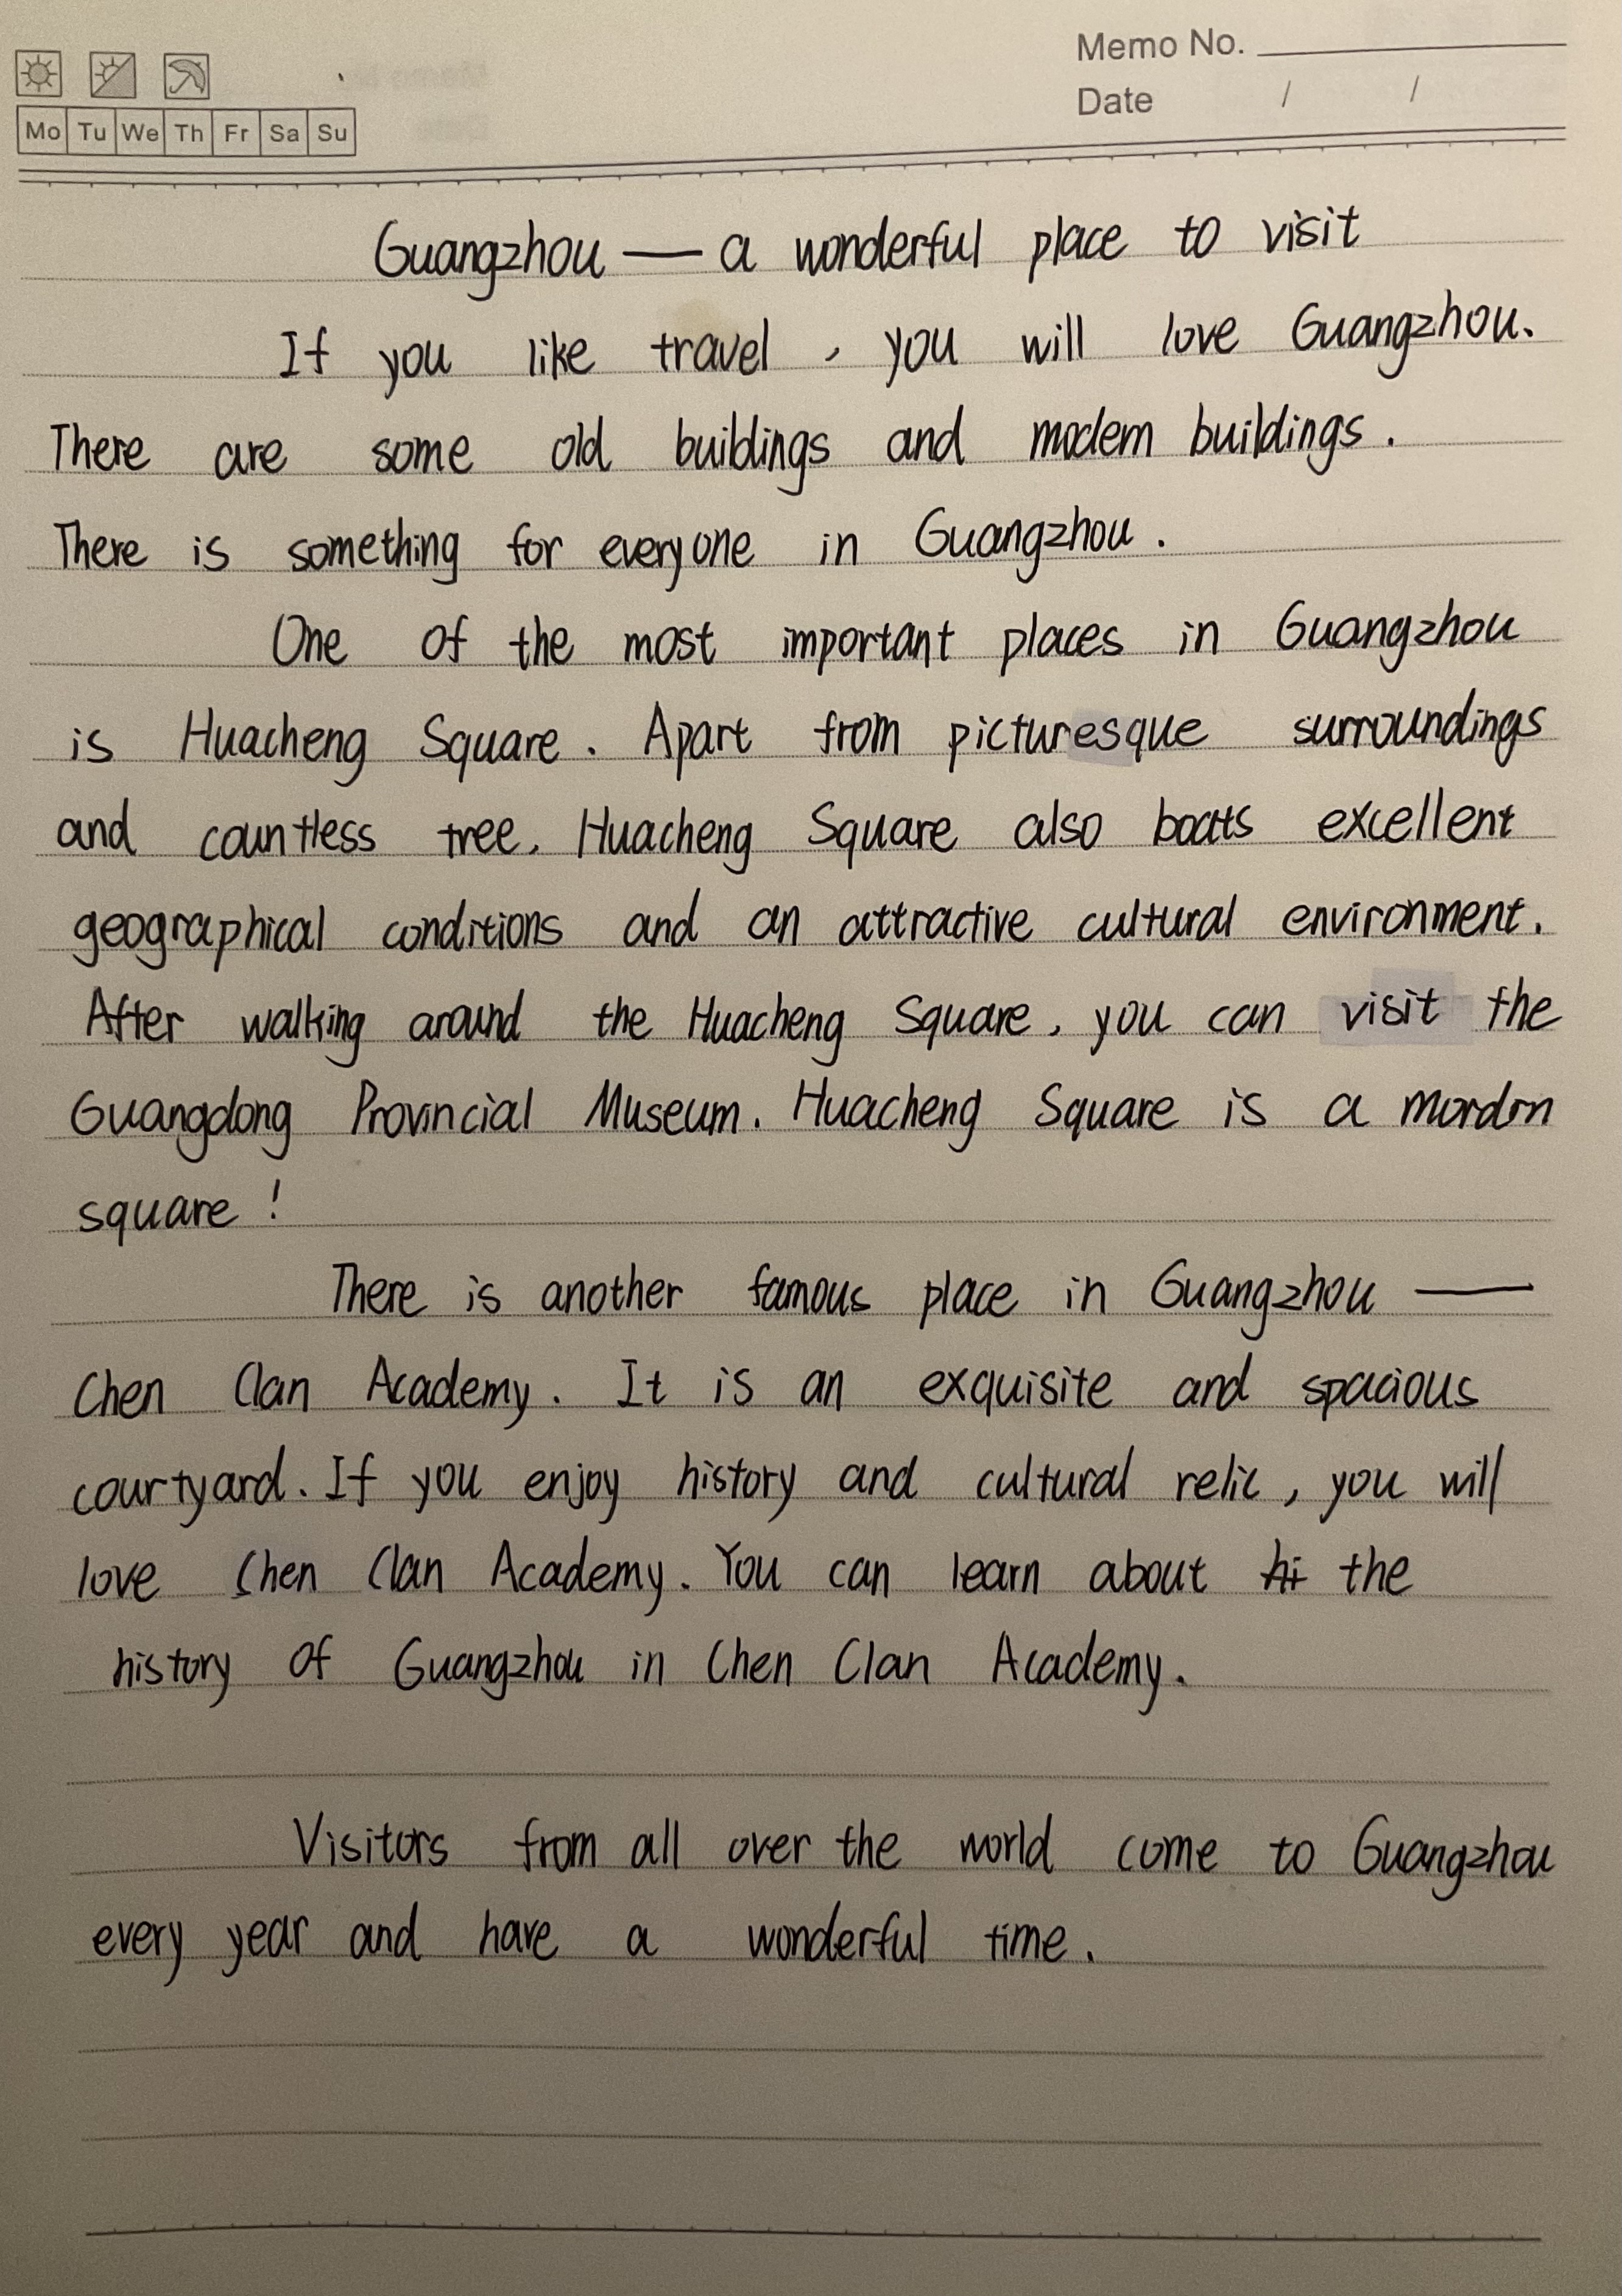 Memo No.
Date / /
Mo Tu We Th Fr Sa Su
Guangzhou — a wonderful place to visit
If you like travel, you will love Guangzhou.
There are some old buildings and modern buildings.
There is something for everyone in Guangzhou.
One of the most important places in Guangzhou
is Huacheng Square. Apart from picturesque surroundings
and countless tree, Huacheng Square also boats excellent
geographical conditions and an attractive cultural environment.
After walking around the Huacheng Square, you can visit the
Guangdong Provincial Museum. Huacheng Square is a mordrn
square!
There is another famous place in Guangzhou —
Chen Clan Academy. It is an exquisite and spacious
courtyard. If you enjoy history and cultural relic, you will
love Chen Clan Academy. You can learn about hi the
history of Guangzhou in Chen Clan Academy.
Visitors from all over the world come to Guangzhou
every year and have a wonderful time.